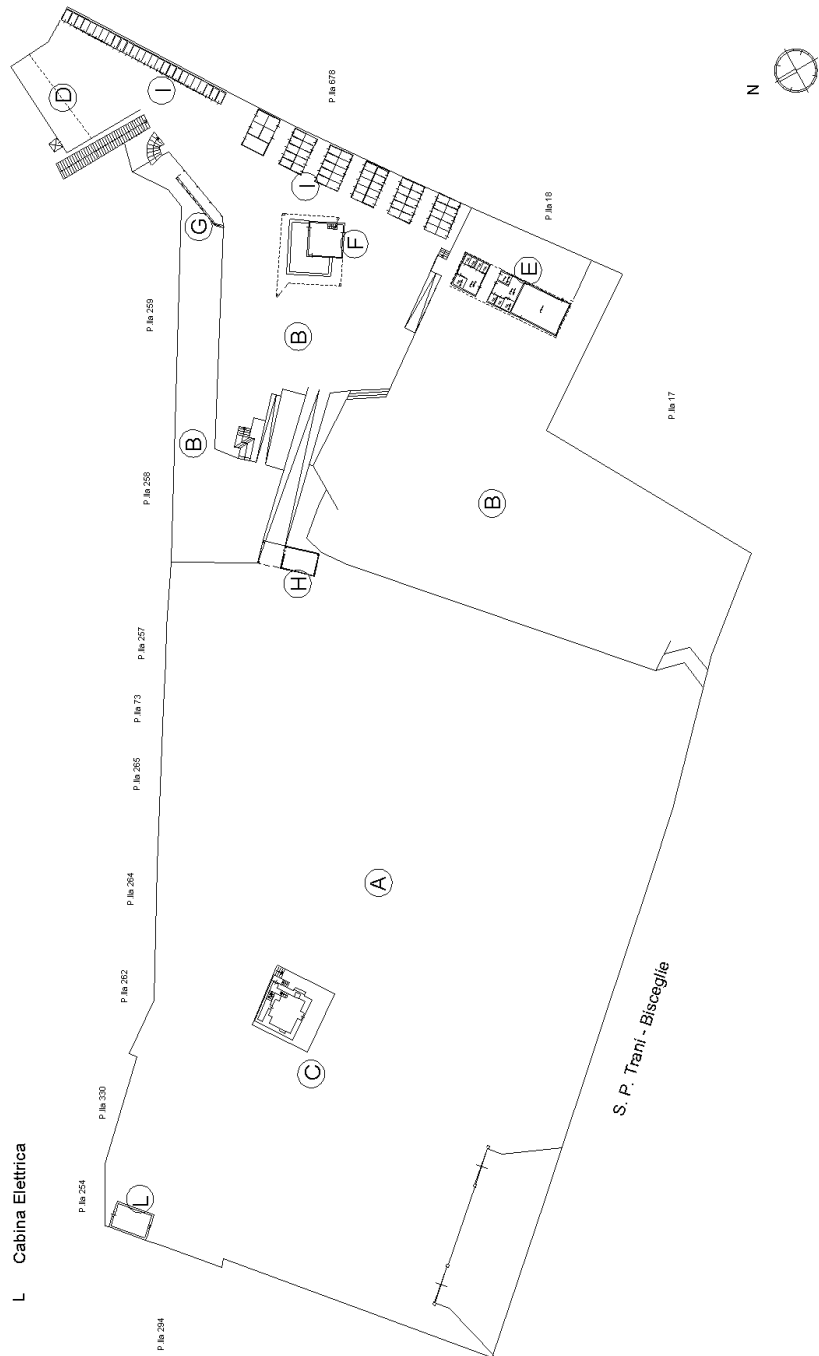 L Cabina Elettrica
P.lla 294
P.lla 254
P.lla 330
P.lla 262
P.lla 264
P.lla 265
P.lla 73
P.lla 257
P.lla 258
P.lla 259
L
C
A
H
B
B
G
F
B
I
D
I
E
P.lla 678
P.lla 18
P.lla 17
S. P. Trani - Bisceglie
N